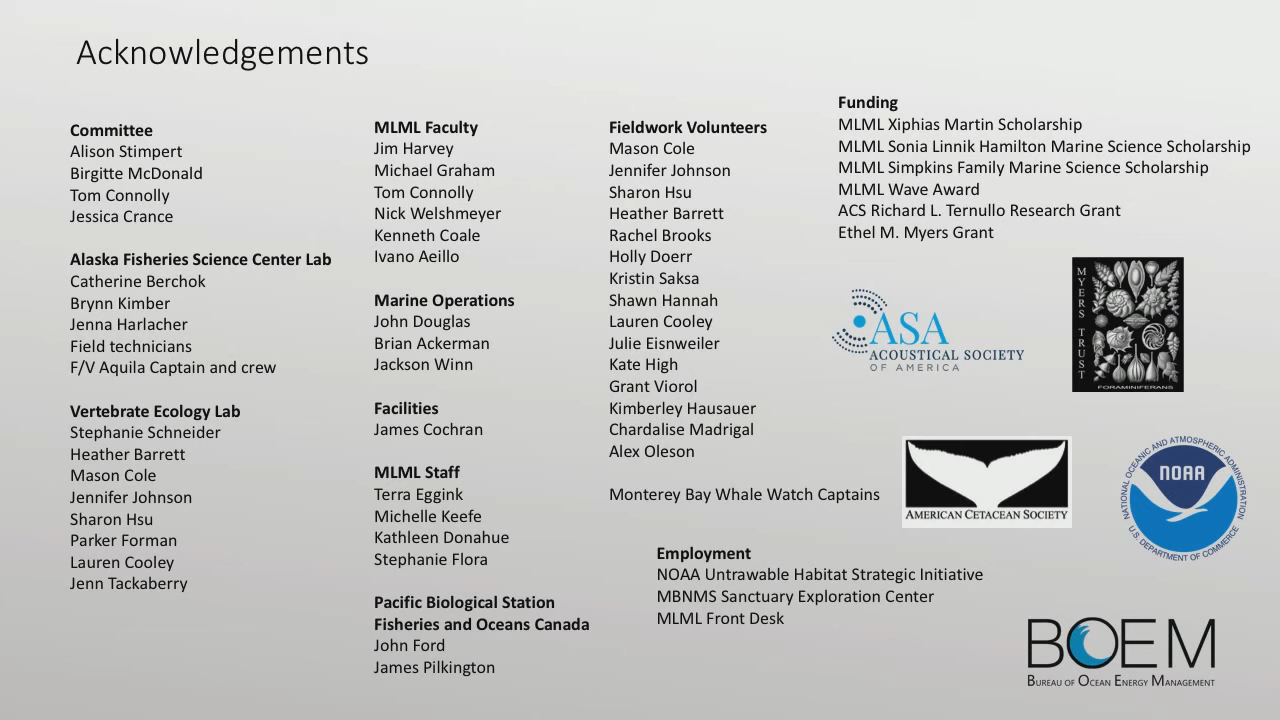 Acknowledgements
Committee
Alison Stimpert
Birgitte McDonald
Tom Connolly
Jessica Crance
Alaska Fisheries Science Center Lab
Catherine Berchok
Brynn Kimber
Jenna Harlacher
Field technicians
F/V Aquila Captain and crew
Vertebrate Ecology Lab
Stephanie Schneider
Heather Barrett
Mason Cole
Jennifer Johnson
Sharon Hsu
Parker Forman
Lauren Cooley
Jenn Tackaberry
MLML Faculty
Jim Harvey
Michael Graham
Tom Connolly
Nick Welshmeyer
Kenneth Coale
Ivano Aeillo
Marine Operations
John Douglas
Brian Ackerman
Jackson Winn
Facilities
James Cochran
MLML Staff
Terra Eggink
Michelle Keefe
Kathleen Donahue
Stephanie Flora
Pacific Biological Station
Fisheries and Oceans Canada
John Ford
James Pilkington
Fieldwork Volunteers
Mason Cole
Jennifer Johnson
Sharon Hsu
Heather Barrett
Rachel Brooks
Holly Doerr
Kristin Saksa
Shawn Hannah
Lauren Cooley
Julie Eisnweiler
Kate High
Grant Viorol
Kimberley Hausauer
Chardalise Madrigal
Alex Oleson
Monterey Bay Whale Watch Captains
Employment
NOAA Untrawable Habitat Strategic Initiative
MBNMS Sanctuary Exploration Center
MLML Front Desk
Funding
MLML Xiphias Martin Scholarship
MLML Sonia Linnik Hamilton Marine Science Scholarship
MLML Simpkins Family Marine Science Scholarship
MLML Wave Award
ACS Richard L. Ternullo Research Grant
Ethel M. Myers Grant
ASA
ACOUSTICAL SOCIETY
OF AMERICA
MYERS TRUST
FORAMINIFERANS
AMERICAN CETACEAN SOCIETY
NATIONAL OCEANIC AND ATMOSPHERIC ADMINISTRATION
NOAA
U.S. DEPARTMENT OF COMMERCE
BOEM
BUREAU OF OCEAN ENERGY MANAGEMENT